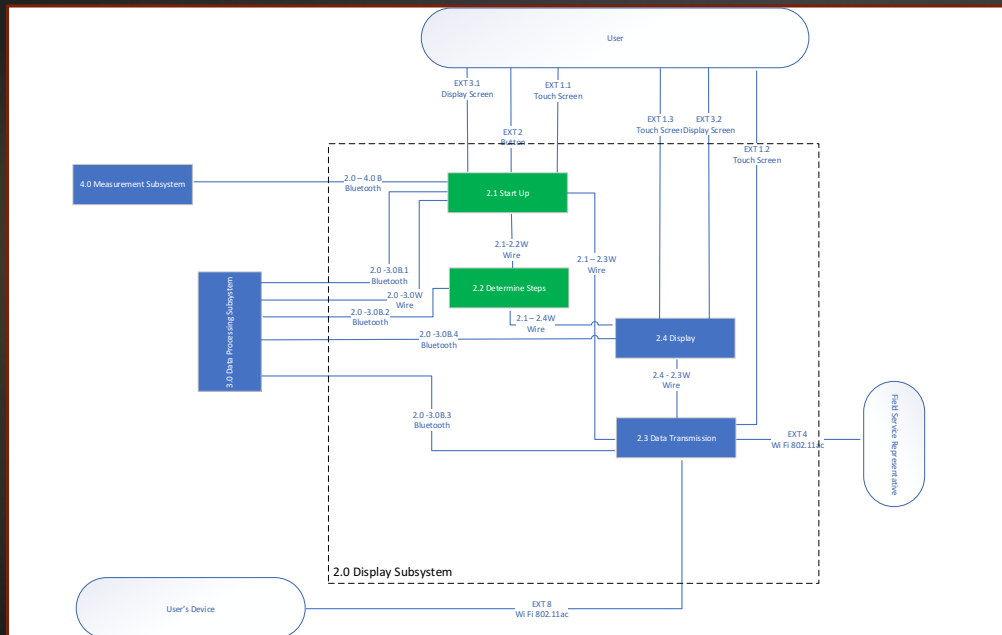 User
EXT 3.1
Display Screen
EXT 2
Button
EXT 1.1
Touch Screen
EXT 1.3
Touch Screen
EXT 3.2
Display Screen
EXT 1.2
Touch Screen
4.0 Measurement Subsystem
2.0 – 4.0 B
Bluetooth
2.1 Start Up
2.1-2.2W
Wire
2.1 – 2.3W
Wire
2.0 -3.0B.1
Bluetooth
2.2 Determine Steps
2.0 -3.0W
Wire
2.0 -3.0B.2
Bluetooth
2.1 – 2.4W
Wire
3.0 Data Processing Subsystem
2.0 -3.0B.4
Bluetooth
2.4 Display
2.4 - 2.3W
Wire
2.0 -3.0B.3
Bluetooth
2.3 Data Transmission
EXT 4
Wi Fi 802.11ac
Field Service Representative
2.0 Display Subsystem
User's Device
EXT 8
Wi Fi 802.11ac